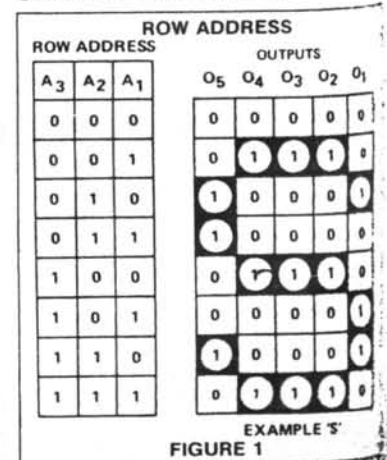 ROW ADDRESS
ROW ADDRESS OUTPUTS
A3 A2 A1 O5 O4 O3 O2 O1
0 0 0 0 0 0 0 0
0 0 1 0 1 1 1 0
0 1 0 1 0 0 0 1
0 1 1 1 0 0 0 0
1 0 0 0 1 1 1 0
1 0 1 0 0 0 0 1
1 1 0 1 0 0 0 1
1 1 1 0 1 1 1 0
EXAMPLE 'S'
FIGURE 1